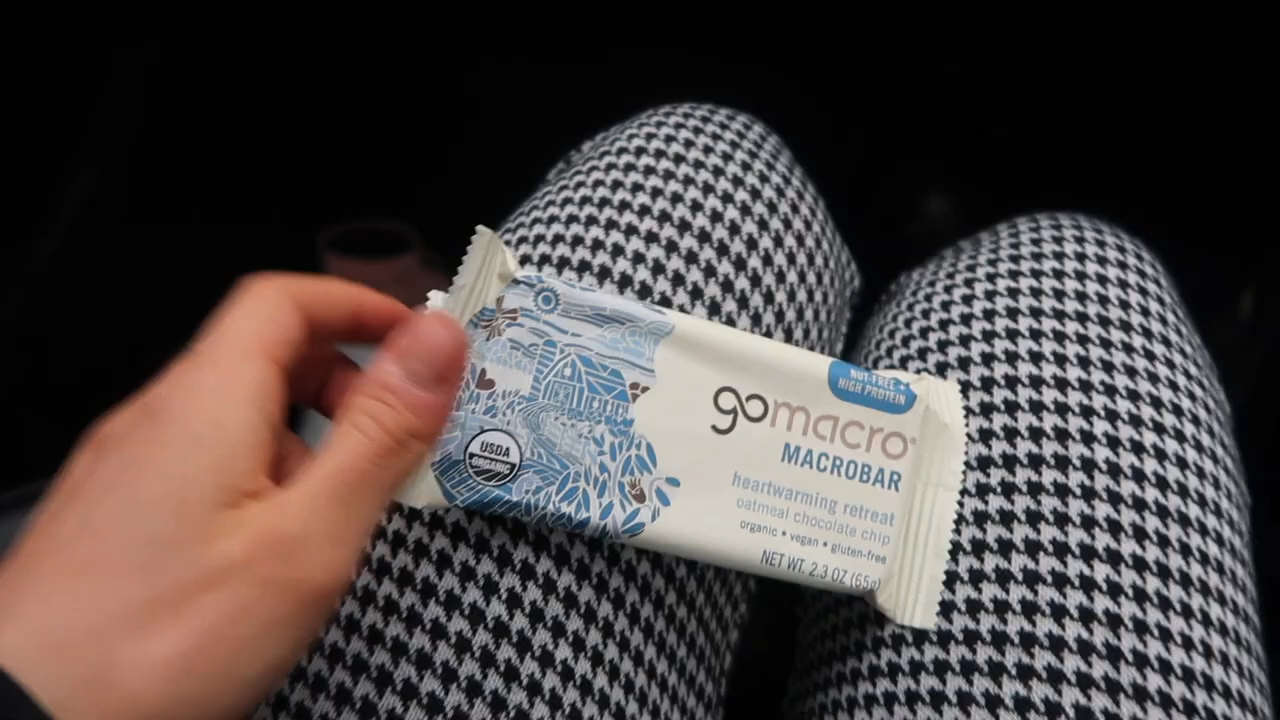 NUT-FREE +
HIGH PROTEIN
gomacro
MACROBAR
heartwarming retreat
oatmeal chocolate chip
organic • vegan • gluten-free
NET WT. 2.3 OZ (65g)
USDA
ORGANIC